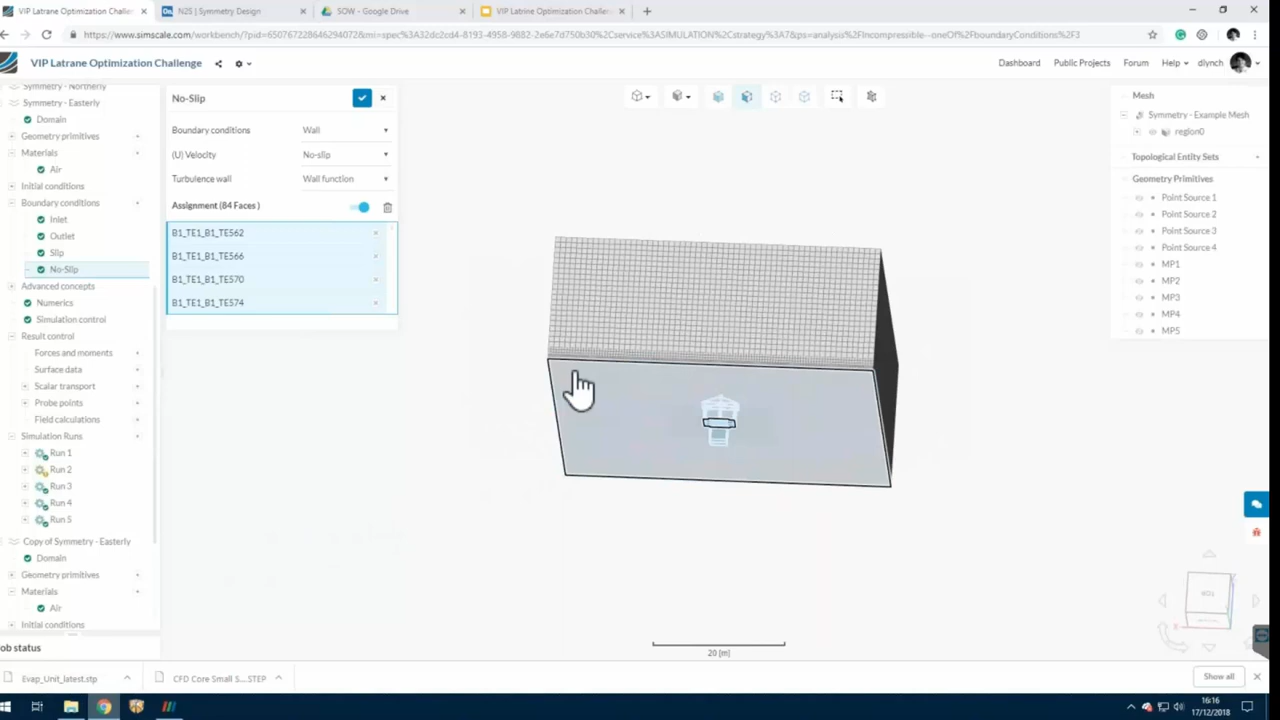 VIP Latrane Optimization Challenge
N2S | Symmetry Design
SOW - Google Drive
VIP Latrine Optimization Challen
https://www.simscale.com/workbench/?pid=650767228646294072&mi=spec%3A32dc2cd4-8193-4958-9882-2e6e7d750b30%2Cservice%3ASIMULATION%2Cstrategy%3A7&ps=analysis%2FIncompressible--oneOf%2FboundaryConditions%2F3
VIP Latrane Optimization Challenge
Dashboard
Public Projects
Forum
Help
dlynch
Symmetry - Northerly
Symmetry - Easterly
Domain
Geometry primitives
Materials
Air
Initial conditions
Boundary conditions
Inlet
Outlet
Slip
No-Slip
Advanced concepts
Numerics
Simulation control
Result control
Forces and moments
Surface data
Scalar transport
Probe points
Field calculations
Simulation Runs
Run 1
Run 2
Run 3
Run 4
Run 5
Copy of Symmetry - Easterly
Domain
Geometry primitives
Materials
Air
Initial conditions
ob status
No-Slip
Boundary conditions Wall
(U) Velocity No-slip
Turbulence wall Wall function
Assignment (84 Faces )
B1_TE1_B1_TE562
B1_TE1_B1_TE566
B1_TE1_B1_TE570
B1_TE1_B1_TE574
20 [m]
Mesh
Symmetry - Example Mesh
region0
Topological Entity Sets
Geometry Primitives
Point Source 1
Point Source 2
Point Source 3
Point Source 4
MP1
MP2
MP3
MP4
MP5
Evap_Unit_latest.stp
CFD Core Small S....STEP
Show all
16:16
17/12/2018